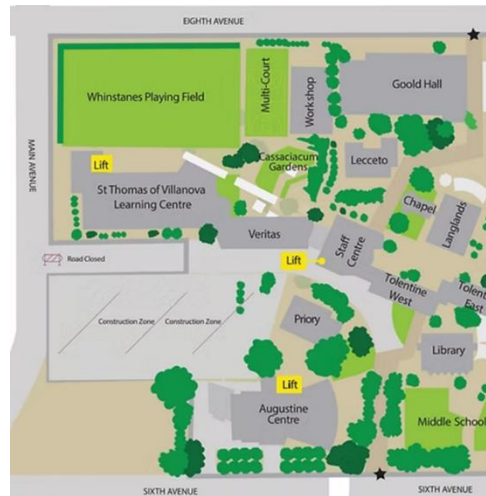 EIGHTH AVENUE
MAIN AVENUE
Whinstanes Playing Field
Multi-Court
Workshop
Goold Hall
Cassaciacum
Gardens
Lecceto
Lift
St Thomas of Villanova
Learning Centre
Chapel
Langlands
Veritas
Staff
Centre
Lift
Road Closed
Tolentine
West
Tolent
East
Construction Zone
Construction Zone
Priory
Library
Lift
Augustine
Centre
Middle School
SIXTH AVENUE
SIXTH AVENUE